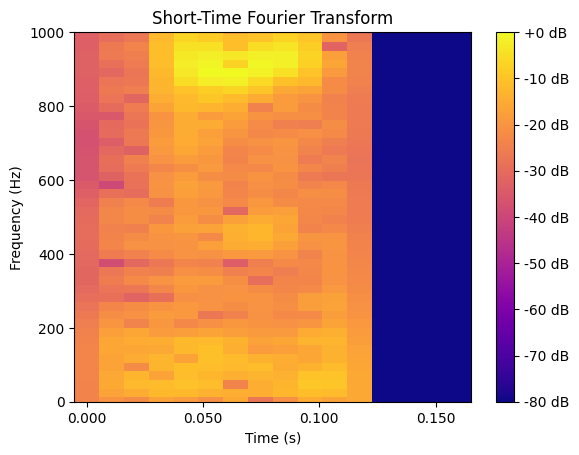 Short-Time Fourier Transform
Frequency (Hz)
1000
800
600
400
200
0
0.000
0.050
0.100
0.150
Time (s)
+0 dB
-10 dB
-20 dB
-30 dB
-40 dB
-50 dB
-60 dB
-70 dB
-80 dB